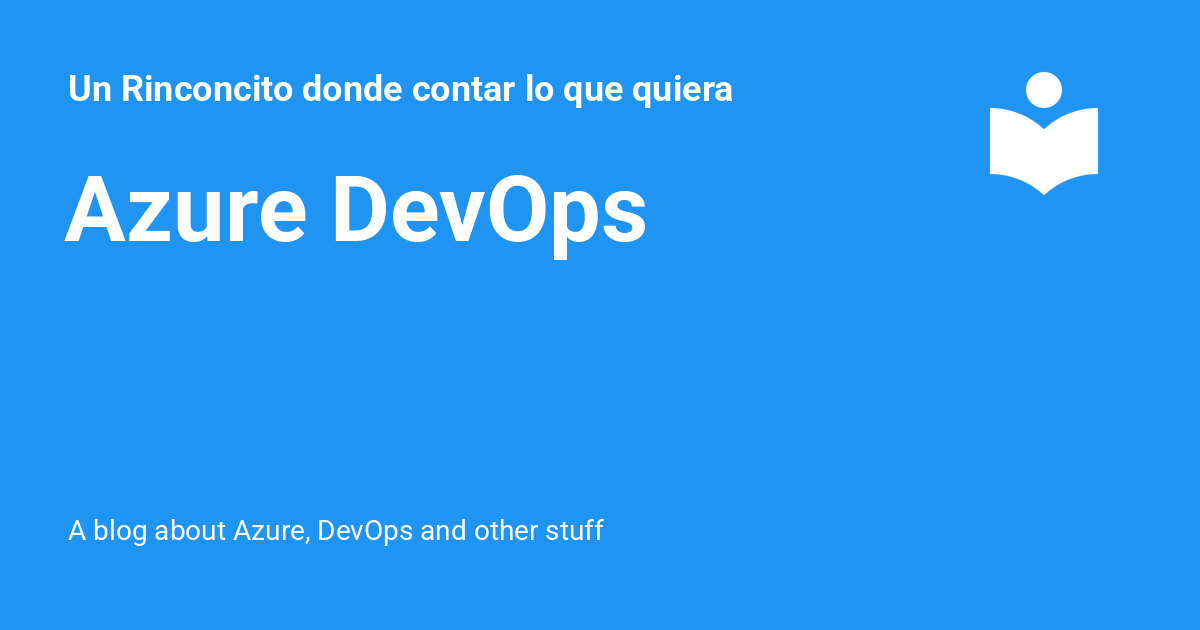 Un Rinconcito donde contar lo que quiera
Azure DevOps
A blog about Azure, DevOps and other stuff